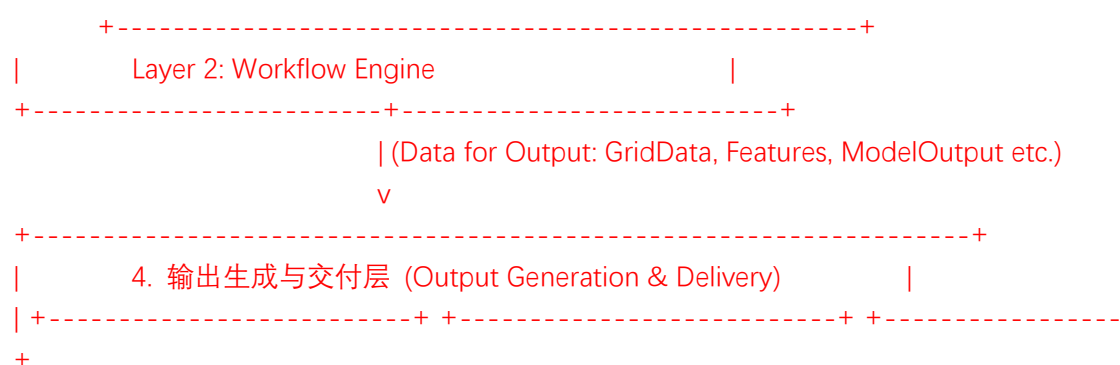 +-----------------------------------------------------+
|          Layer 2: Workflow Engine                    |
+-------------------------+---------------------------+
| (Data for Output: GridData, Features, ModelOutput etc.)
v
+-------------------------------------------------------------------+
|          4. 输出生成与交付层 (Output Generation & Delivery)          |
| +--------------------------+ +---------------------------+ +-----------------
+